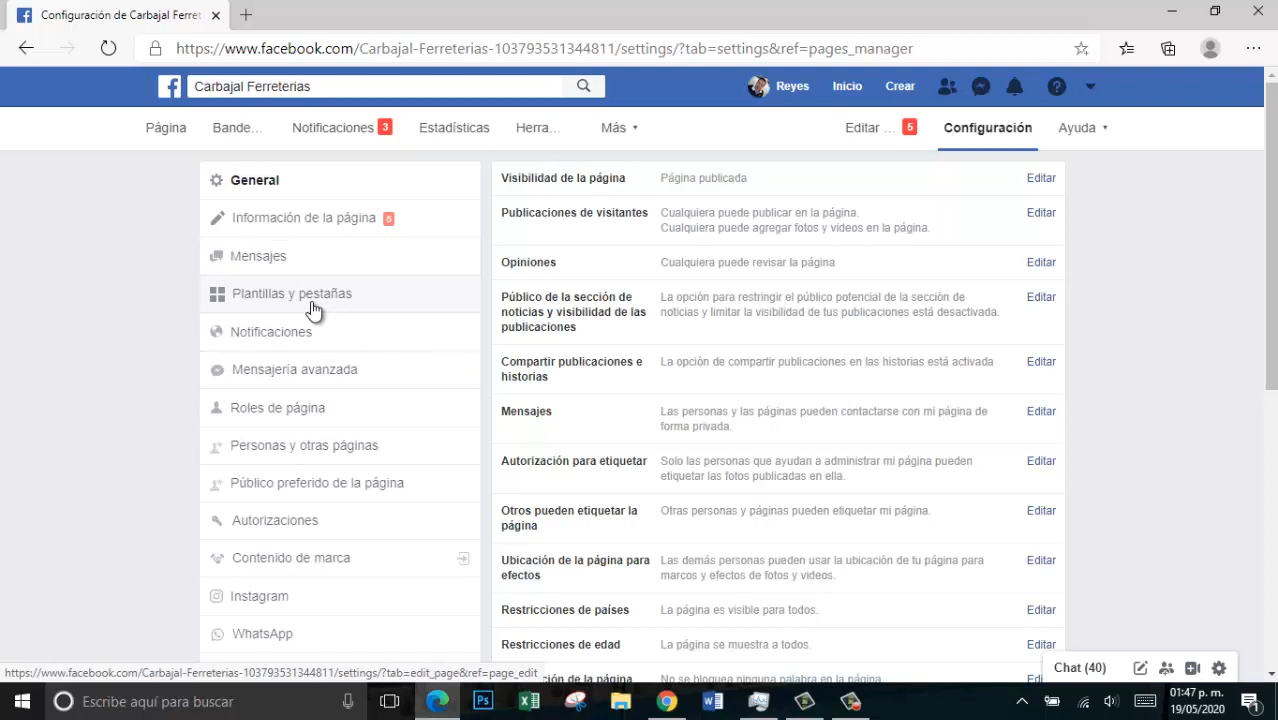 Configuración de Carbajal Ferret
https://www.facebook.com/Carbajal-Ferreterias-103793531344811/settings/?tab=settings&ref=pages_manager
Carbajal Ferreterias
Reyes
Inicio
Crear
Página
Bande...
Notificaciones 3
Estadísticas
Herra...
Más
Editar ... 5
Configuración
Ayuda
General
Información de la página 5
Mensajes
Plantillas y pestañas
Notificaciones
Mensajería avanzada
Roles de página
Personas y otras páginas
Público preferido de la página
Autorizaciones
Contenido de marca
Instagram
WhatsApp
Visibilidad de la página
Página publicada
Editar
Publicaciones de visitantes
Cualquiera puede publicar en la página.
Cualquiera puede agregar fotos y videos en la página.
Editar
Opiniones
Cualquiera puede revisar la página
Editar
Público de la sección de
noticias y visibilidad de las
publicaciones
La opción para restringir el público potencial de la sección de
noticias y limitar la visibilidad de tus publicaciones está desactivada.
Editar
Compartir publicaciones e
historias
La opción de compartir publicaciones en las historias está activada
Editar
Mensajes
Las personas y las páginas pueden contactarse con mi página de
forma privada.
Editar
Autorización para etiquetar
Solo las personas que ayudan a administrar mi página pueden
etiquetar las fotos publicadas en ella.
Editar
Otros pueden etiquetar la
página
Otras personas y páginas pueden etiquetar mi página.
Editar
Ubicación de la página para
efectos
Las demás personas pueden usar la ubicación de tu página para
marcos y efectos de fotos y videos.
Editar
Restricciones de países
La página es visible para todos.
Editar
Restricciones de edad
La página se muestra a todos.
Editar
de la página
No se bloquea ninguna palabra en la página.
Chat (40)
https://www.facebook.com/Carbajal-Ferreterias-103793531344811/settings/?tab=edit_page&ref=page_edit
Escribe aquí para buscar
01:47 p. m.
19/05/2020
1